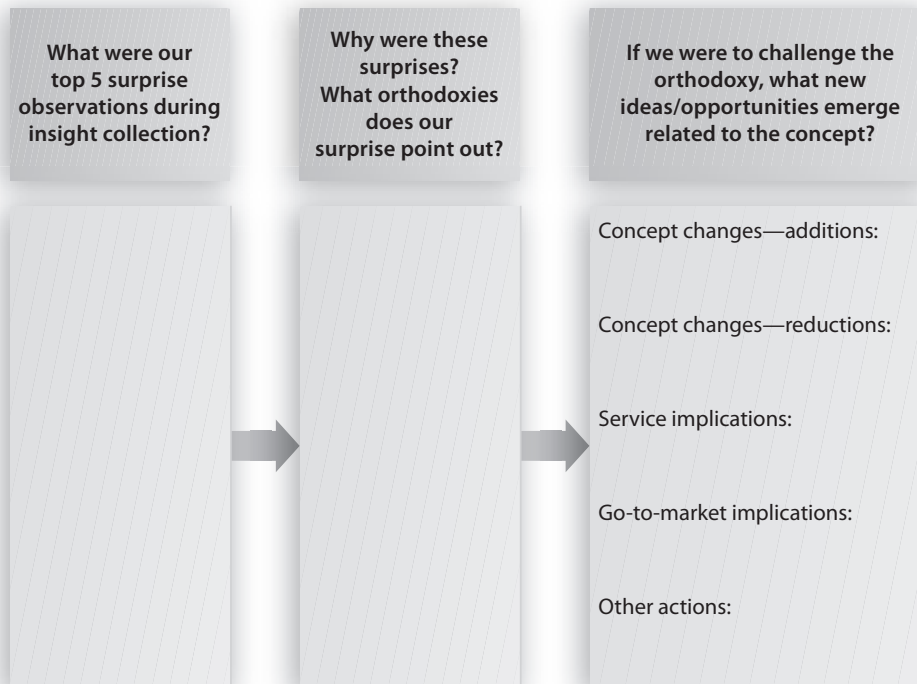 What were our
top 5 surprise
observations during
insight collection?
Why were these
surprises?
What orthodoxies
does our
surprise point out?
If we were to challenge the
orthodoxy, what new
ideas/opportunities emerge
related to the concept?
Concept changes—additions:
Concept changes—reductions:
Service implications:
Go-to-market implications:
Other actions: